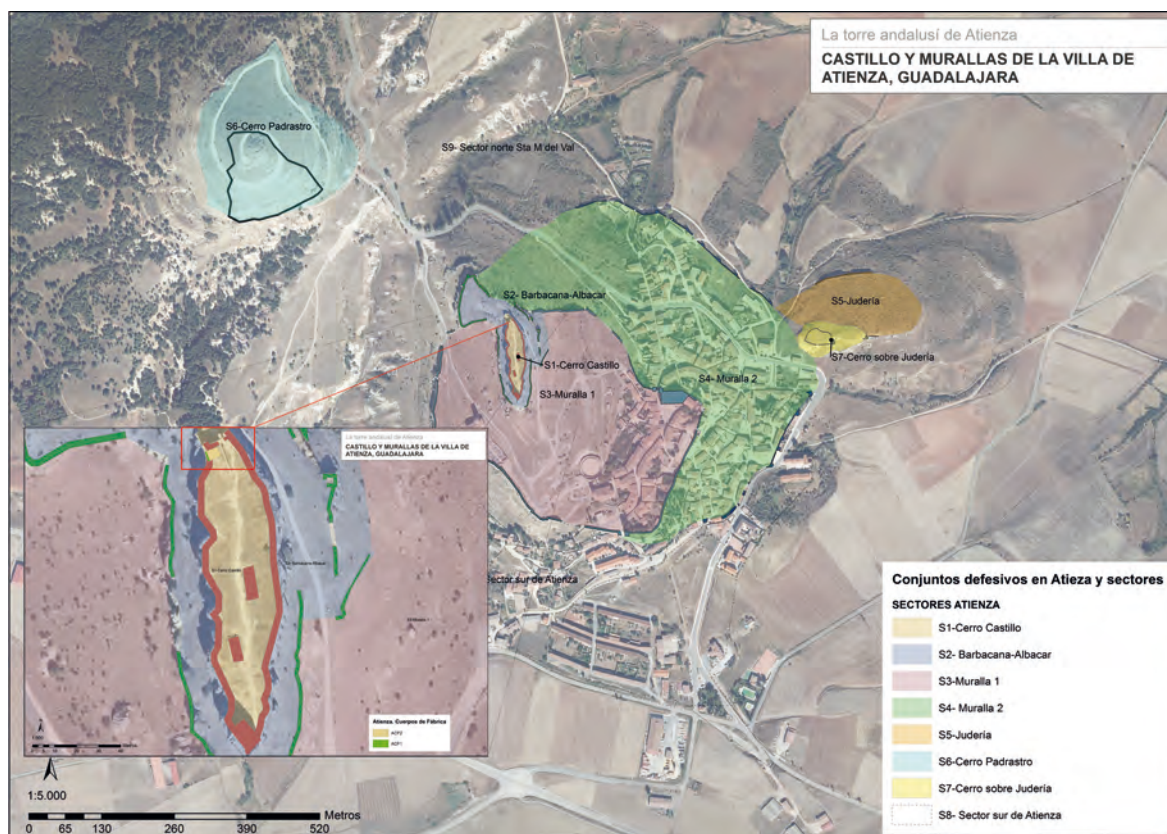 La torre andalusí de Atienza
CASTILLO Y MURALLAS DE LA VILLA DE
ATIENZA, GUADALAJARA
S6-Cerro Padrastro
S9- Sector norte Sta M del Val
S2- Barbacana-Albacar
S5-Judería
S7-Cerro sobre Judería
S1-Cerro Castillo
S4- Muralla 2
S3-Muralla 1
Sector sur de Atienza
La torre andalusí de Atienza
CASTILLO Y MURALLAS DE LA VILLA DE
ATIENZA, GUADALAJARA
Atienza. Cuerpos de Fábrica
ACF2
ACF1
Conjuntos defesivos en Atieza y sectores
SECTORES ATIENZA
S1-Cerro Castillo
S2- Barbacana-Albacar
S3-Muralla 1
S4- Muralla 2
S5-Judería
S6-Cerro Padrastro
S7-Cerro sobre Judería
S8- Sector sur de Atienza
1:5.000
Metros
0 65 130 260 390 520